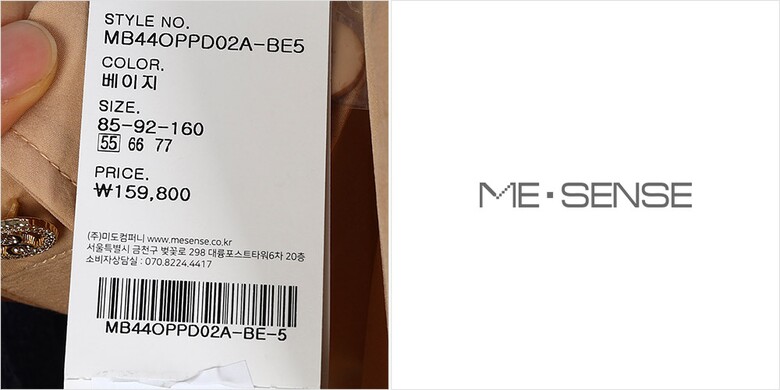 STYLE NO.
MB44OPPD02A-BE5
COLOR.
베이지
SIZE.
85-92-160
55 66 77
PRICE.
₩159,800
(주)미도컴퍼니 www.mesense.co.kr
서울특별시 금천구 벚꽃로 298 대륭포스트타워6차 20층
소비자상담실 : 070.8224.4417
MB44OPPD02A-BE-5
ME·SENSE